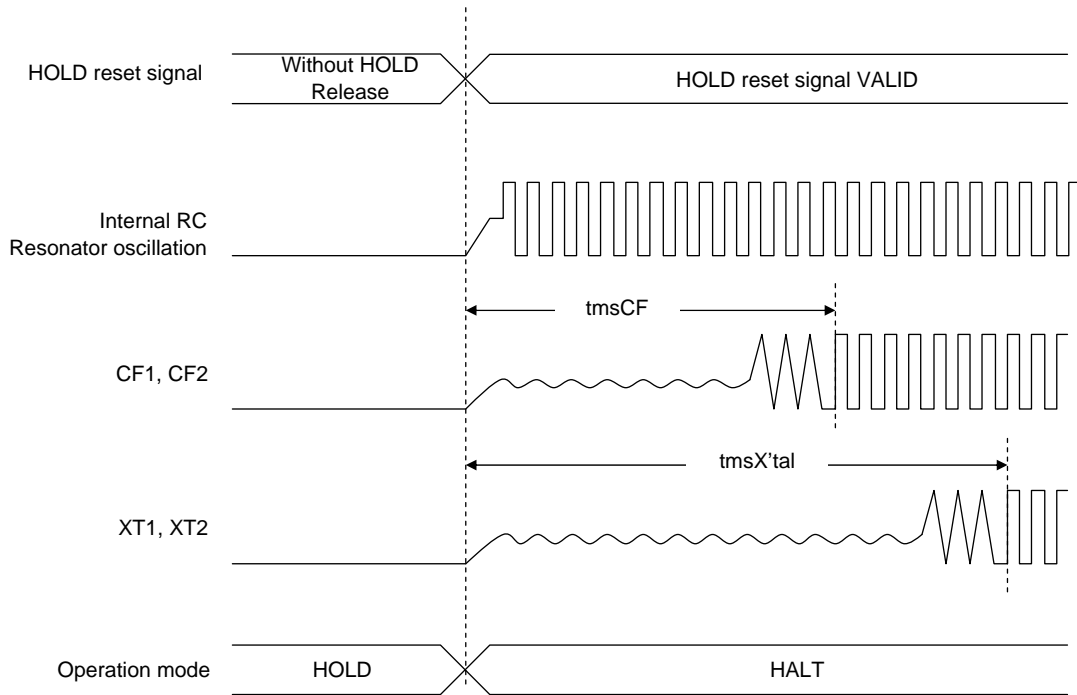 HOLD reset signal
Without HOLD
Release
HOLD reset signal VALID
Internal RC
Resonator oscillation
tmsCF
CF1, CF2
tmsX’tal
XT1, XT2
Operation mode
HOLD
HALT